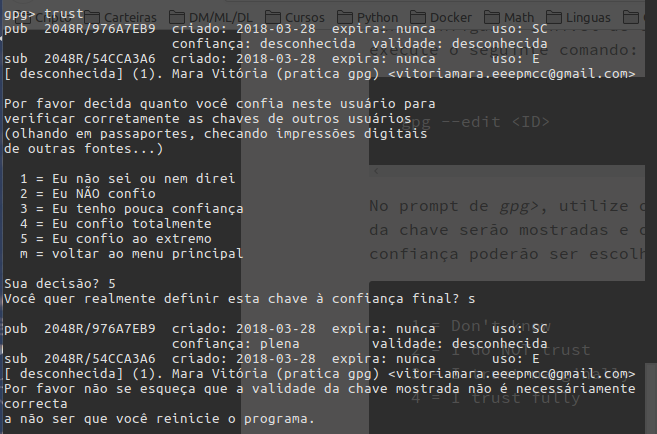 gpg> trust
Carteiras DM/ML/DL Cursos Python Docker Math Linguas
pub 2048R/976A7EB9 criado: 2018-03-28 expira: nunca uso: SC
confiança: desconhecida validade: desconhecida
sub 2048R/54CCA3A6 criado: 2018-03-28 expira: nunca uso: E
[ desconhecida] (1). Mara Vitória (pratica gpg) <vitoriamara.eeepmcc@gmail.com>
Por favor decida quanto você confia neste usuário para
verificar corretamente as chaves de outros usuários
(olhando em passaportes, checando impressões digitais
de outras fontes...)
1 = Eu não sei ou nem direi
2 = Eu NÃO confio
3 = Eu tenho pouca confiança
4 = Eu confio totalmente
5 = Eu confio ao extremo
m = voltar ao menu principal
Sua decisão? 5
Você quer realmente definir esta chave à confiança final? s
pub 2048R/976A7EB9 criado: 2018-03-28 expira: nunca uso: SC
confiança: plena validade: desconhecida
sub 2048R/54CCA3A6 criado: 2018-03-28 expira: nunca uso: E
[ desconhecida] (1). Mara Vitória (pratica gpg) <vitoriamara.eeepmcc@gmail.com>
Por favor não se esqueça que a validade da chave mostrada não é necessáriamente
correcta
a não ser que você reinicie o programa.
execute o seguinte comando:
gpg --edit <ID>
No prompt de gpg>, utilize
da chave serão mostradas e
confiança poderão ser escolh
1 = Don't know
2 = I do NOT trust
4 = I trust fully